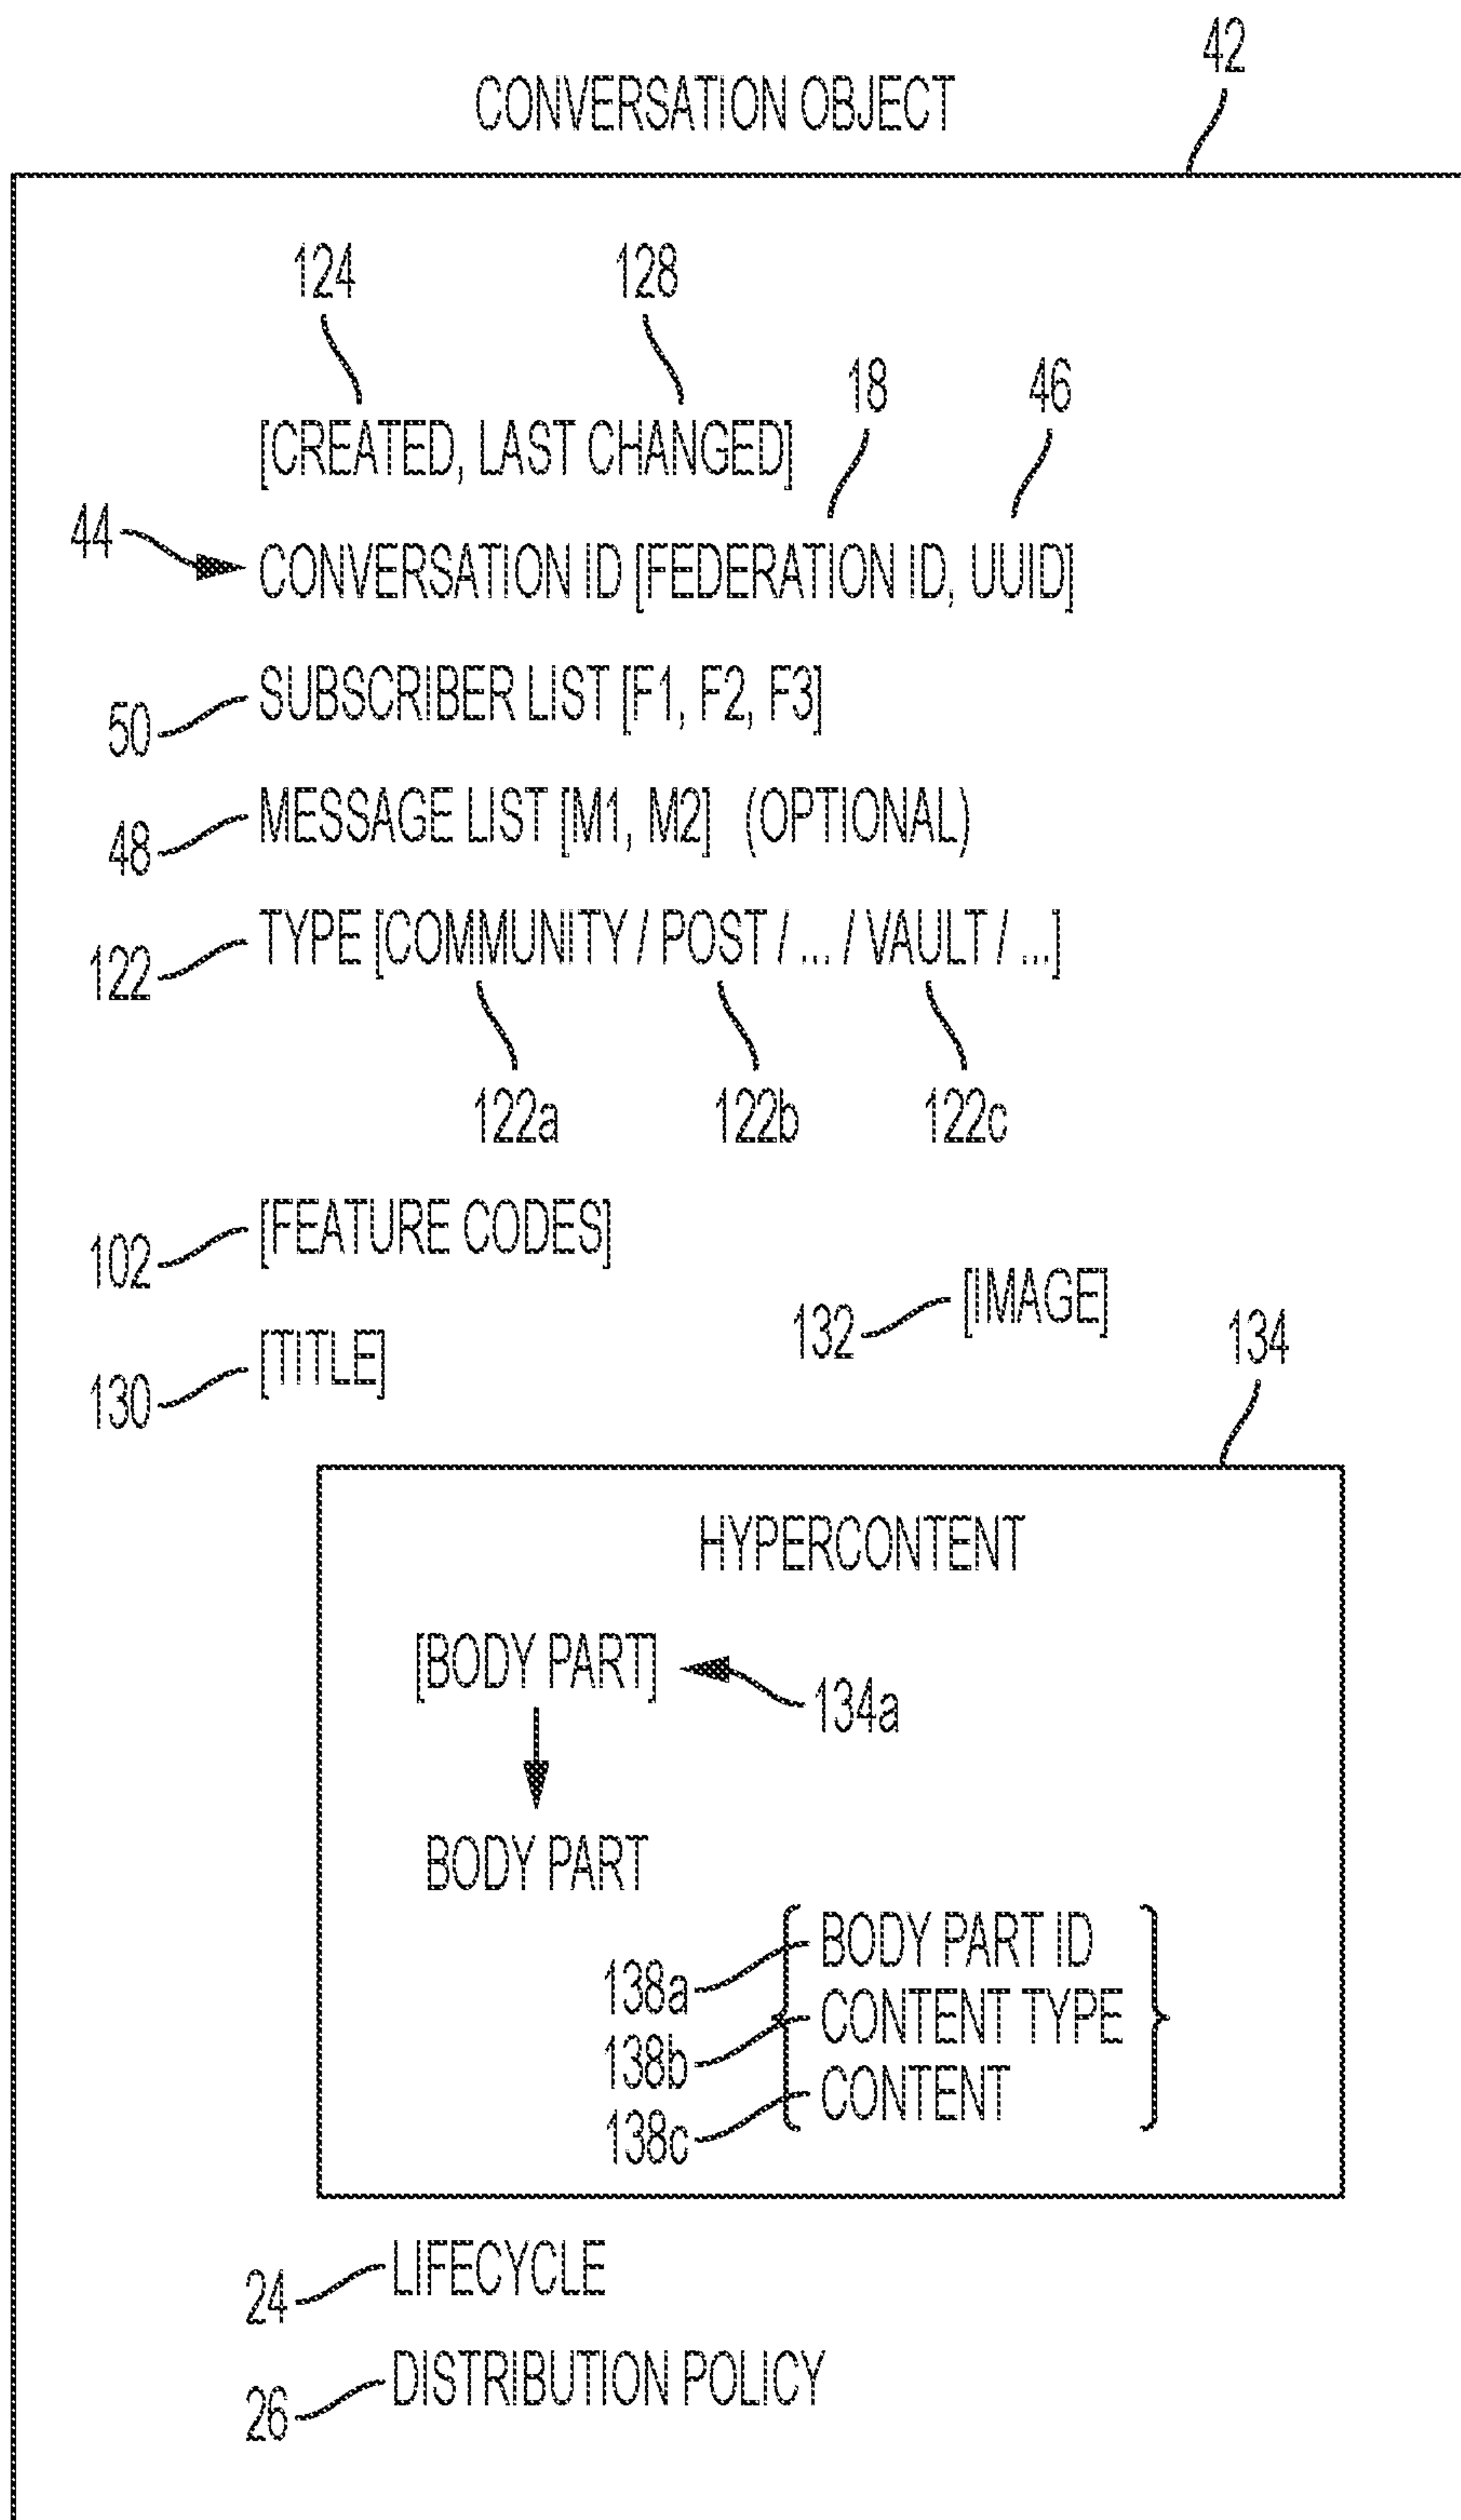 42
CONVERSATION OBJECT
124 128
18 46
[CREATED, LAST CHANGED]
44 CONVERSATION ID [FEDERATION ID, UUID]
50 SUBSCRIBER LIST [F1, F2, F3]
48 MESSAGE LIST [M1, M2] (OPTIONAL)
122 TYPE [COMMUNITY / POST / ... / VAULT / ...]
122a 122b 122c
102 [FEATURE CODES]
132 [IMAGE]
130 [TITLE]
134
HYPERCONTENT
[BODY PART] 134a
BODY PART
138a BODY PART ID
138b CONTENT TYPE
138c CONTENT
24 LIFECYCLE
26 DISTRIBUTION POLICY